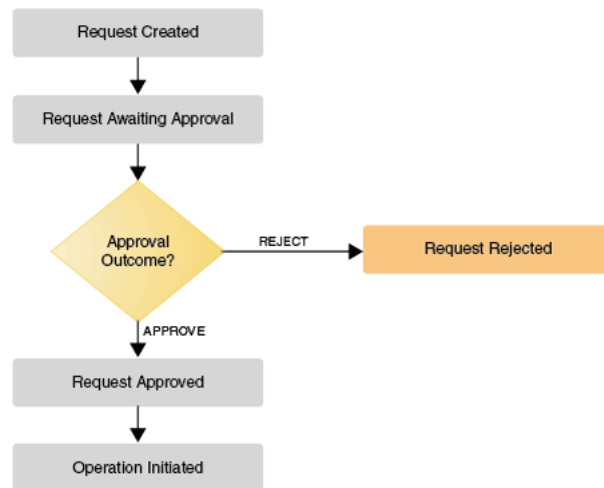 Request Created
Request Awaiting Approval
Approval
Outcome?
REJECT
Request Rejected
APPROVE
Request Approved
Operation Initiated